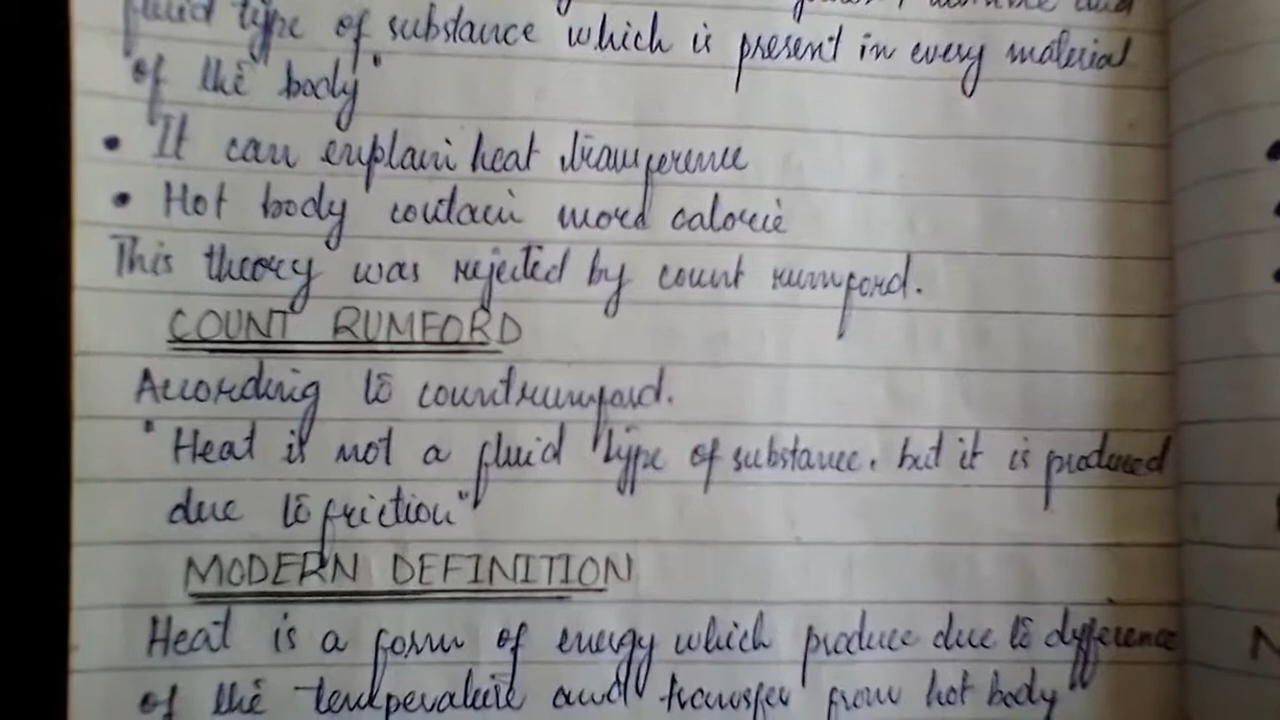 fluid type of substance which is present in every material
of the body"
• It can explain heat transference
• Hot body contain more calorie
This theory was rejected by count rumford.
COUNT RUMFORD
According to countrumford.
"Heat is not a fluid type of substance. but it is produced
due to friction"
MODERN DEFINITION
Heat is a form of energy which produce due to difference
of the temperature and transfer from hot body